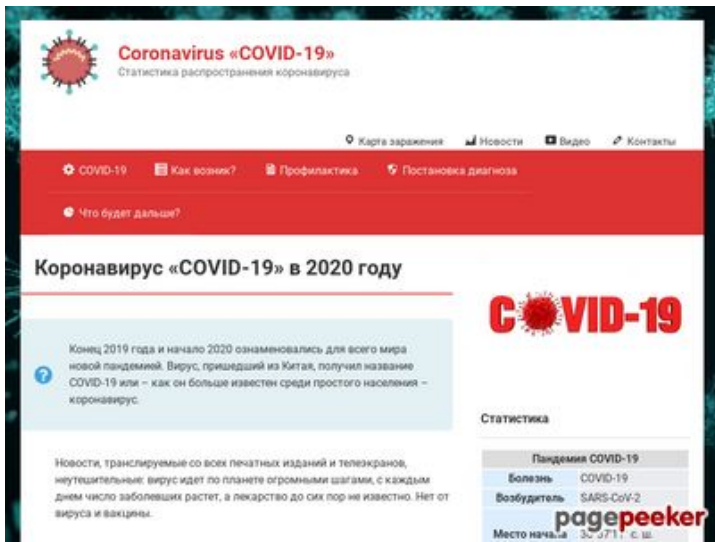 Coronavirus «COVID-19»
Статистика распространения коронавируса
Карта заражения Новости Видео Контакты
COVID-19 Как возник? Профилактика Постановка диагноза
Что будет дальше?
Коронавирус «COVID-19» в 2020 году
COVID-19
Конец 2019 года и начало 2020 ознаменовались для всего мира
новой пандемией. Вирус, пришедший из Китая, получил название
COVID-19 или – как он больше известен среди простого населения –
коронавирус.
Статистика
Новости, транслируемые со всех печатных изданий и телеэкранов,
неутешительные: вирус идет по планете огромными шагами, с каждым
днем число заболевших растет, а лекарство до сих пор не известно. Нет от
вируса и вакцины.
Пандемия COVID-19
Болезнь COVID-19
Возбудитель SARS-CoV-2
Место начала
pagepeeker